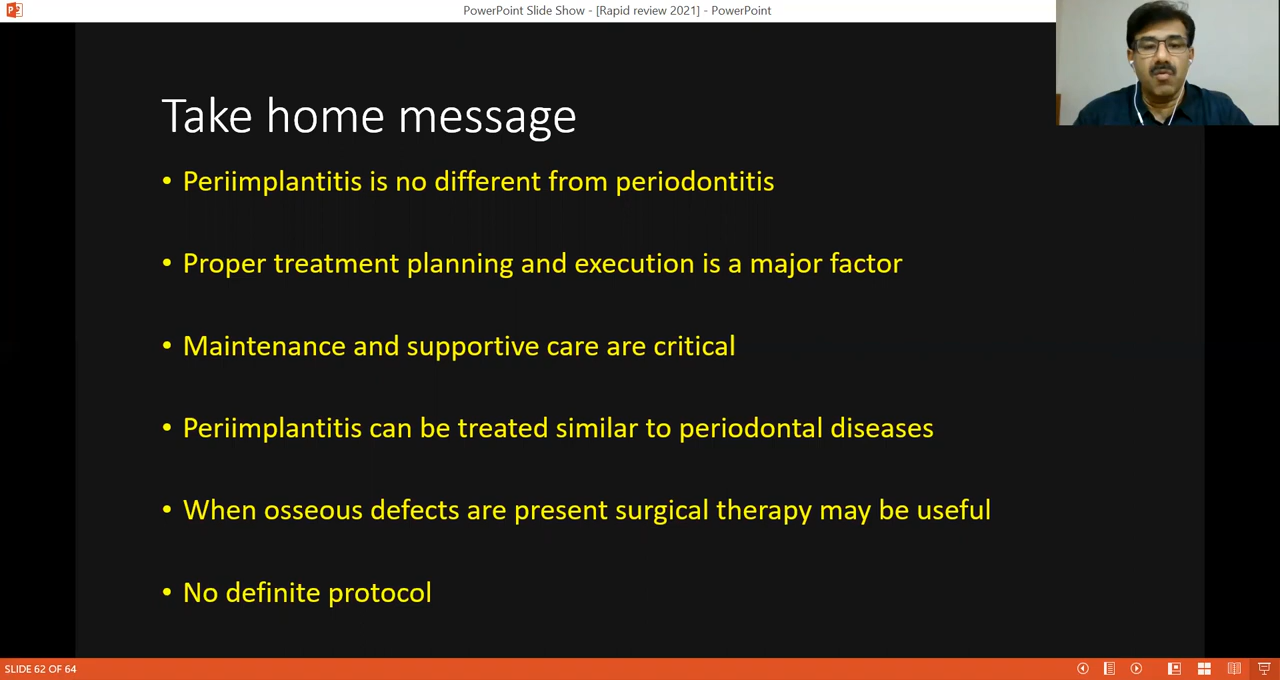 PowerPoint Slide Show - [Rapid review 2021] - PowerPoint
Take home message
• Periimplantitis is no different from periodontitis
• Proper treatment planning and execution is a major factor
• Maintenance and supportive care are critical
• Periimplantitis can be treated similar to periodontal diseases
• When osseous defects are present surgical therapy may be useful
• No definite protocol
SLIDE 62 OF 64